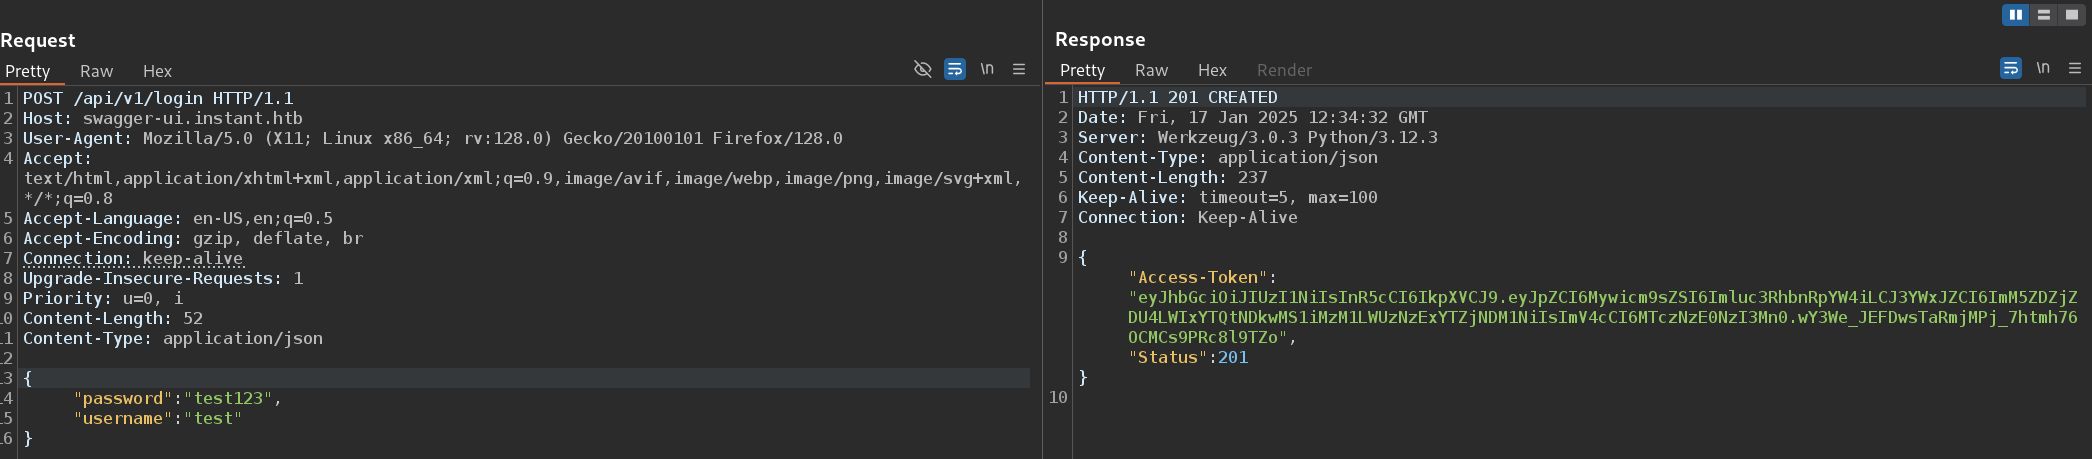 Request
Pretty Raw Hex \n
1 POST /api/v1/login HTTP/1.1
2 Host: swagger-ui.instant.htb
3 User-Agent: Mozilla/5.0 (X11; Linux x86_64; rv:128.0) Gecko/20100101 Firefox/128.0
4 Accept:
text/html,application/xhtml+xml,application/xml;q=0.9,image/avif,image/webp,image/png,image/svg+xml,
*/*;q=0.8
5 Accept-Language: en-US,en;q=0.5
6 Accept-Encoding: gzip, deflate, br
7 Connection: keep-alive
8 Upgrade-Insecure-Requests: 1
9 Priority: u=0, i
10 Content-Length: 52
11 Content-Type: application/json
12
13 {
14 "password":"test123",
15 "username":"test"
16 }
Response
Pretty Raw Hex Render \n
1 HTTP/1.1 201 CREATED
2 Date: Fri, 17 Jan 2025 12:34:32 GMT
3 Server: Werkzeug/3.0.3 Python/3.12.3
4 Content-Type: application/json
5 Content-Length: 237
6 Keep-Alive: timeout=5, max=100
7 Connection: Keep-Alive
8
9 {
"Access-Token":
"eyJhbGciOiJIUzI1NiIsInR5cCI6IkpXVCJ9.eyJpZCI6Mywicm9sZSI6Imluc3RhbnRpYW4iLCJ3YWxJZCI6ImM5ZDZjZ
DU4LWIxYTQtNDkwMS1iMzM1LWUzNzExYTZjNDM1NiIsImV4cCI6MTczNzE0NzI3Mn0.wY3We_JEFDwsTaRmjMPj_7htmh76
OCMCs9PRc8l9TZo",
"Status":201
}
10